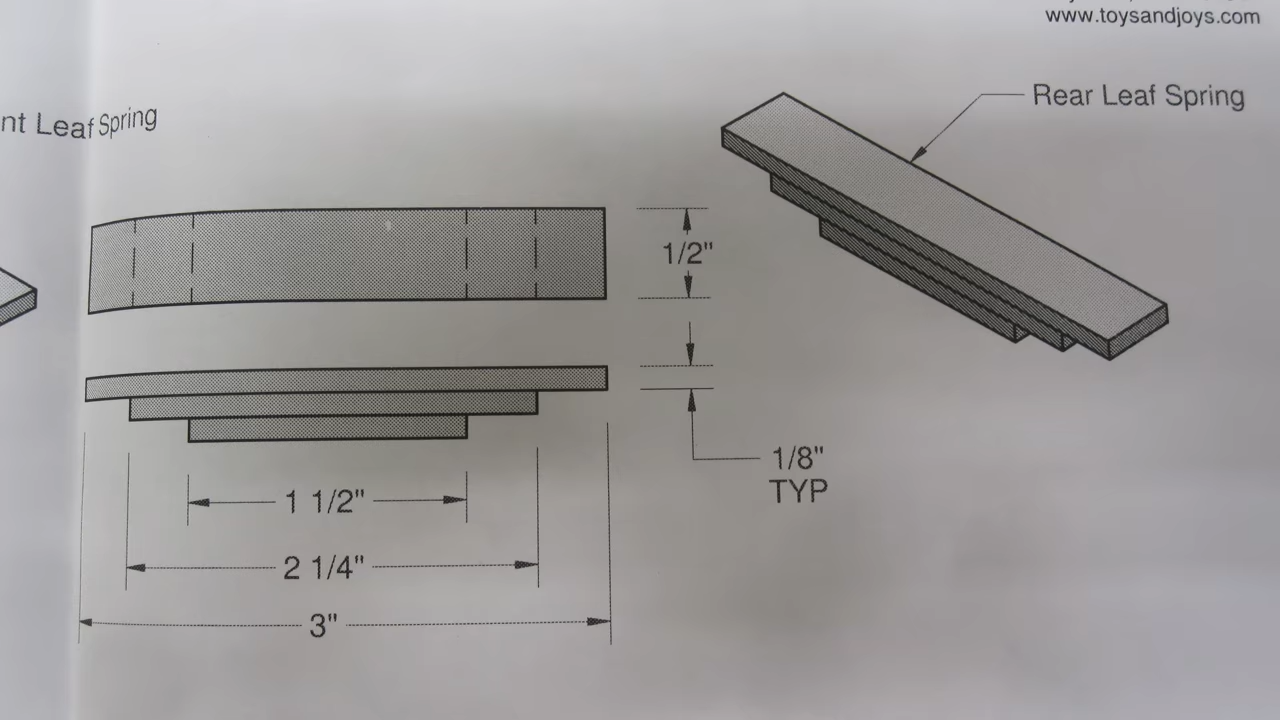 www.toysandjoys.com
Leaf Spring
Rear Leaf Spring
1/2"
1/8"
TYP
1 1/2"
2 1/4"
3"